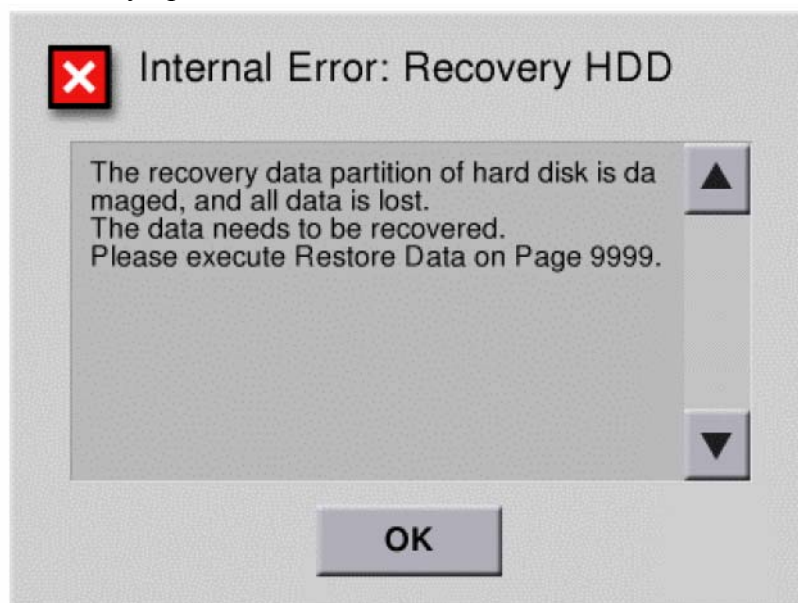 Internal Error: Recovery HDD
The recovery data partition of hard disk is da
maged, and all data is lost.
The data needs to be recovered.
Please execute Restore Data on Page 9999.
OK